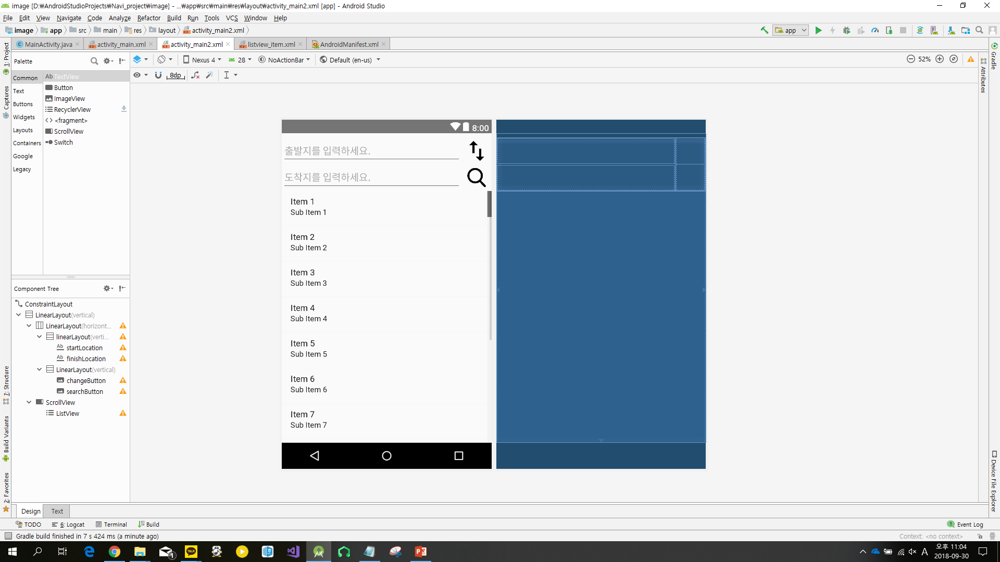 image [D:₩AndroidStudioProjects₩Navi_project₩image] - ...₩app₩src₩main₩res₩layout₩activity_main2.xml [app] - Android Studio
File Edit View Navigate Code Analyze Refactor Build Run Tools VCS Window Help
image app src main res layout activity_main2.xml
app
MainActivity.java activity_main.xml activity_main2.xml listview_item.xml AndroidManifest.xml
1: Project
Captures
7: Structure
Build Variants
2: Favorites
Palette
Common
Text
Buttons
Widgets
Layouts
Containers
Google
Legacy
Ab TextView
Button
ImageView
RecyclerView
<fragment>
ScrollView
Switch
Nexus 4 28 NoActionBar Default (en-us) 52%
8dp
Component Tree
ConstraintLayout
LinearLayout(vertical)
LinearLayout(horizont...
linearLayout(verti...
Ab startLocation
Ab finishLocation
LinearLayout(vertical)
changeButton
searchButton
ScrollView
ListView
8:00
출발지를 입력하세요.
도착지를 입력하세요.
Item 1
Sub Item 1
Item 2
Sub Item 2
Item 3
Sub Item 3
Item 4
Sub Item 4
Item 5
Sub Item 5
Item 6
Sub Item 6
Item 7
Sub Item 7
Gradle
Attributes
Device File Explorer
Design Text
TODO 6: Logcat Terminal Build
1 Event Log
Gradle build finished in 7 s 424 ms (a minute ago)
Context: <no context>
1
TALK
A
오후 11:04
2018-09-30